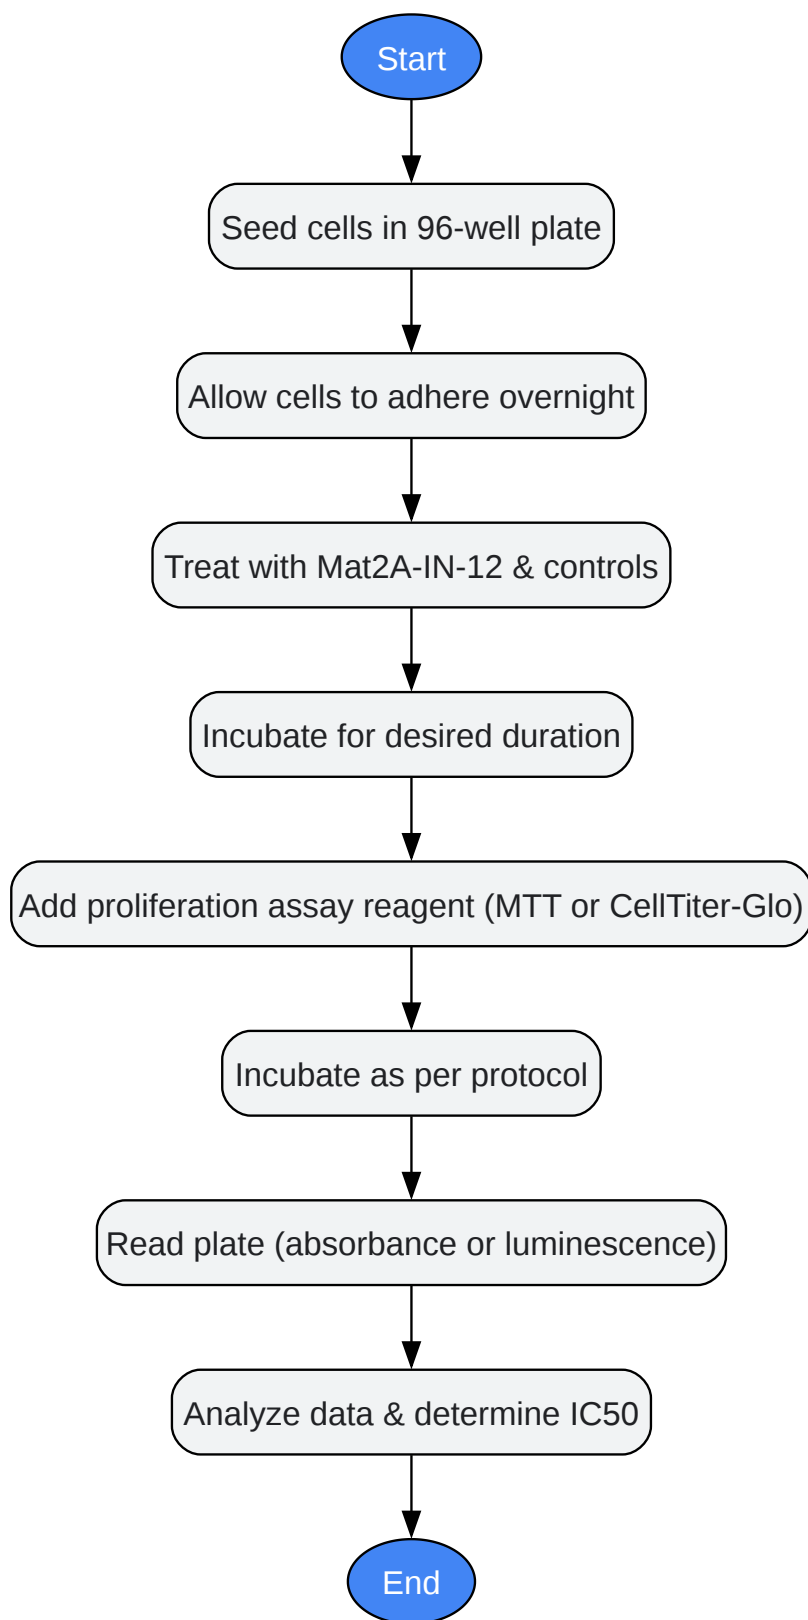 Start
Seed cells in 96-well plate
Allow cells to adhere overnight
Treat with Mat2A-IN-12 & controls
Incubate for desired duration
Add proliferation assay reagent (MTT or CellTiter-Glo)
Incubate as per protocol
Read plate (absorbance or luminescence)
Analyze data & determine IC50
End